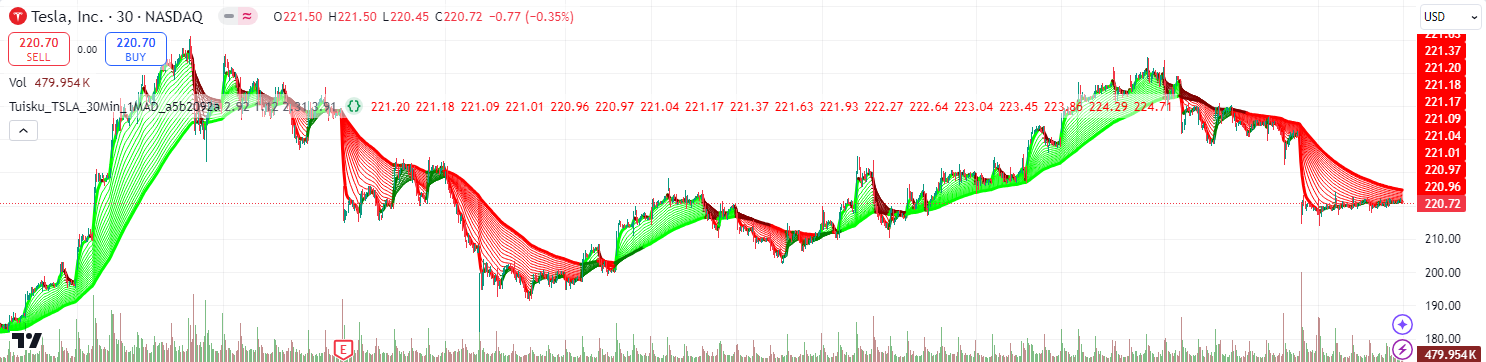 Tesla, Inc. · 30 · NASDAQ O221.50 H221.50 L220.45 C220.72 −0.77 (−0.35%)
USD
220.70 SELL
0.00
220.70 BUY
Vol 479.954 K
Tuisku_TSLA_30Min_1MAD_a5b2092a 2.92 1.12 2.31 3.91 {} 221.20 221.18 221.09 221.01 220.96 220.97 221.04 221.17 221.37 221.63 221.93 222.27 222.64 223.04 223.45 223.86 224.29 224.71
221.63
221.37
221.20
221.18
221.17
221.09
221.04
221.01
220.97
220.96
220.72
210.00
200.00
190.00
180.00
479.954 K
E